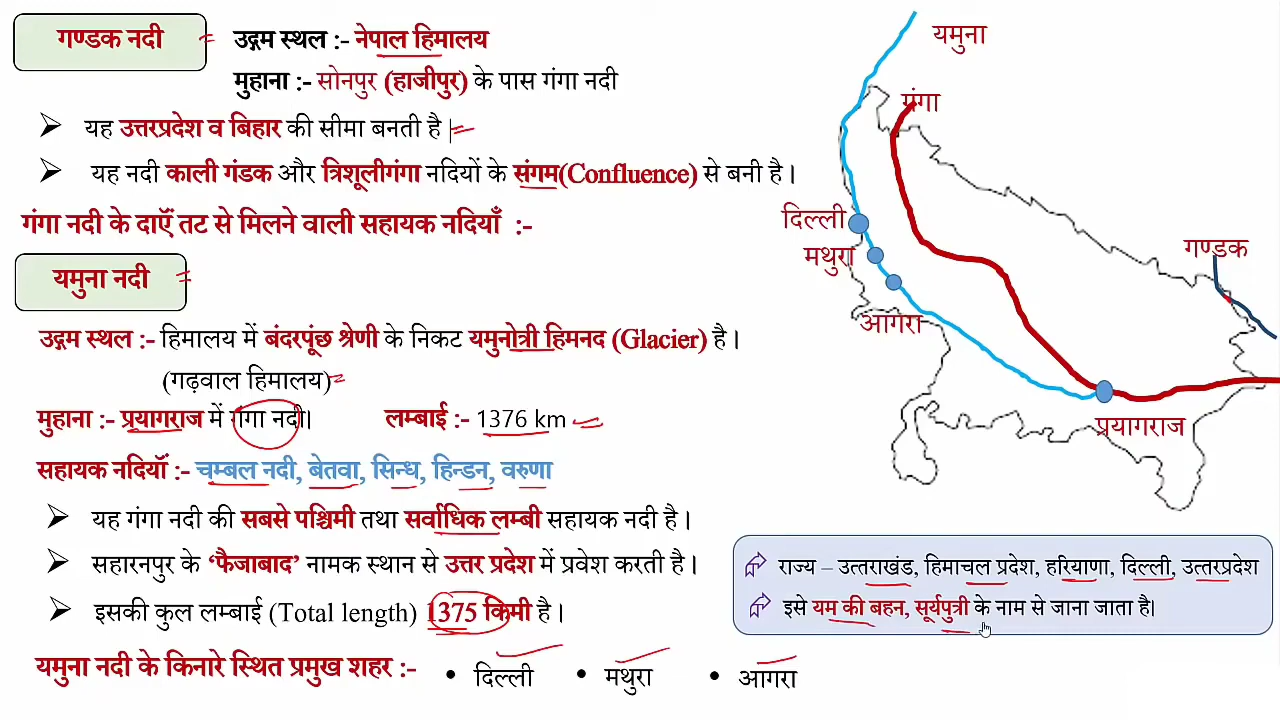 गण्डक नदी
उद्गम स्थल :- नेपाल हिमालय
मुहाना :- सोनपुर (हाजीपुर) के पास गंगा नदी
यह उत्तरप्रदेश व बिहार की सीमा बनती है |
यह नदी काली गंडक और त्रिशूलीगंगा नदियों के संगम(Confluence) से बनी है।
गंगा नदी के दाएँ तट से मिलने वाली सहायक नदियाँ :-
यमुना नदी
उद्गम स्थल :- हिमालय में बंदरपूंछ श्रेणी के निकट यमुनोत्री हिमनद (Glacier) है।
(गढ़वाल हिमालय)
मुहाना :- प्रयागराज में गंगा नदी। लम्बाई :- 1376 km
सहायक नदियाँ :- चम्बल नदी, बेतवा, सिन्ध, हिन्डन, वरुणा
यह गंगा नदी की सबसे पश्चिमी तथा सर्वाधिक लम्बी सहायक नदी है।
सहारनपुर के ‘फैजाबाद’ नामक स्थान से उत्तर प्रदेश में प्रवेश करती है।
इसकी कुल लम्बाई (Total length) 1375 किमी है।
यमुना नदी के किनारे स्थित प्रमुख शहर :- • दिल्ली • मथुरा • आगरा
यमुना
गंगा
दिल्ली
मथुरा
गण्डक
आगरा
प्रयागराज
राज्य – उत्तराखंड, हिमाचल प्रदेश, हरियाणा, दिल्ली, उत्तरप्रदेश
इसे यम की बहन, सूर्यपुत्री के नाम से जाना जाता है।